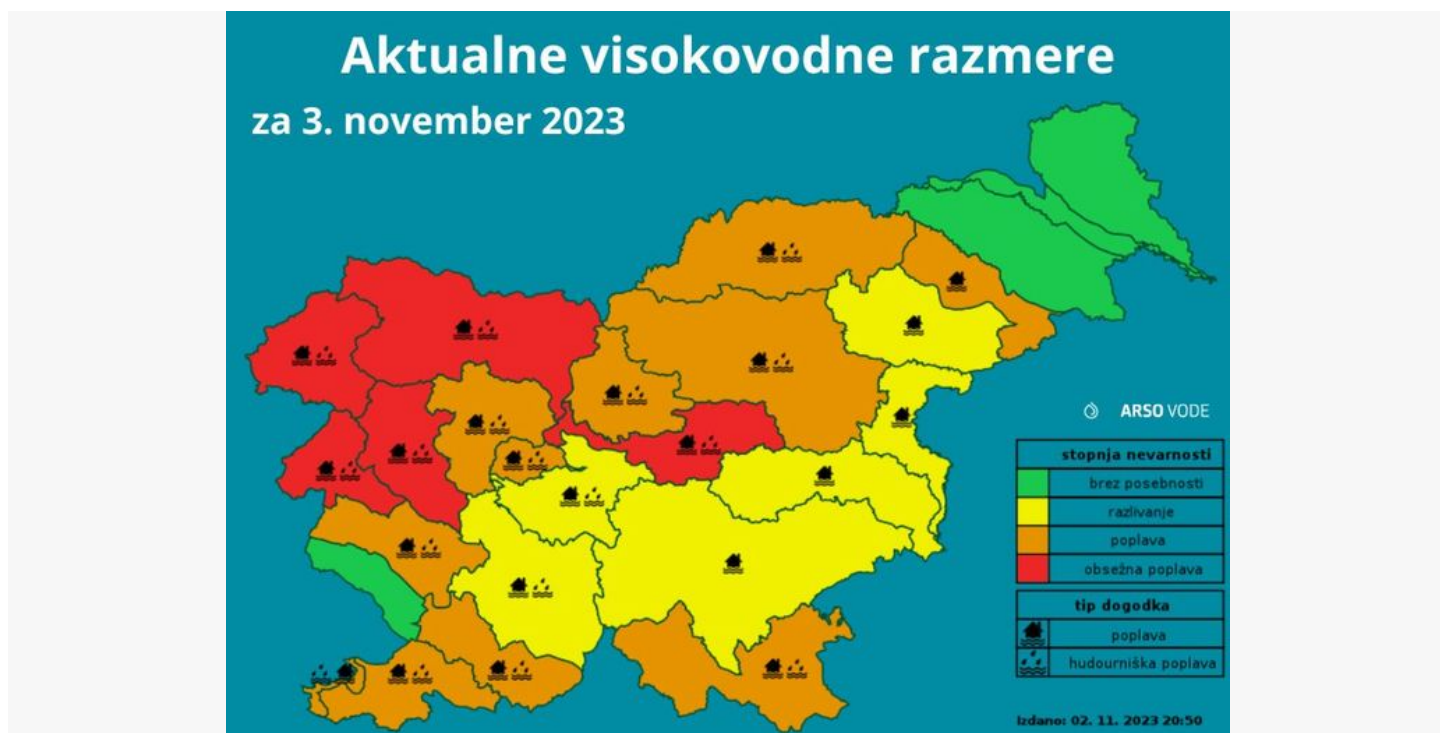 Aktualne visokovodne razmere
za 3. november 2023
ARSO VODE
stopnja nevarnosti
brez posebnosti
razlivanje
poplava
obsežna poplava
tip dogodka
poplava
hudourniška poplava
Izdano: 02. 11. 2023 20:50